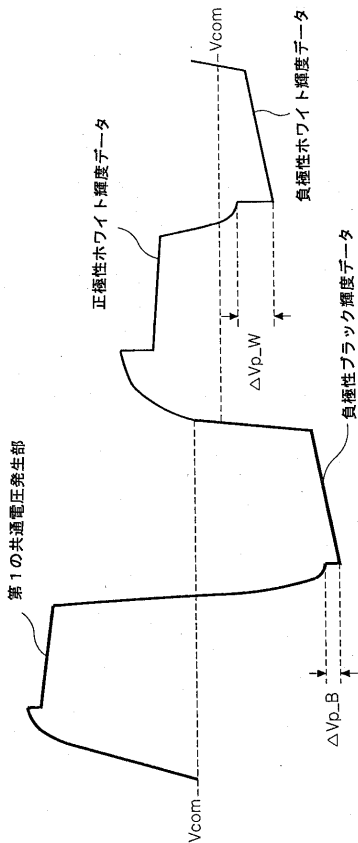 第1の共通電圧発生部
正極性ホワイト輝度データ
Vcom
Vcom
△Vp_B
△Vp_W
負極性ブラック輝度データ
負極性ホワイト輝度データ